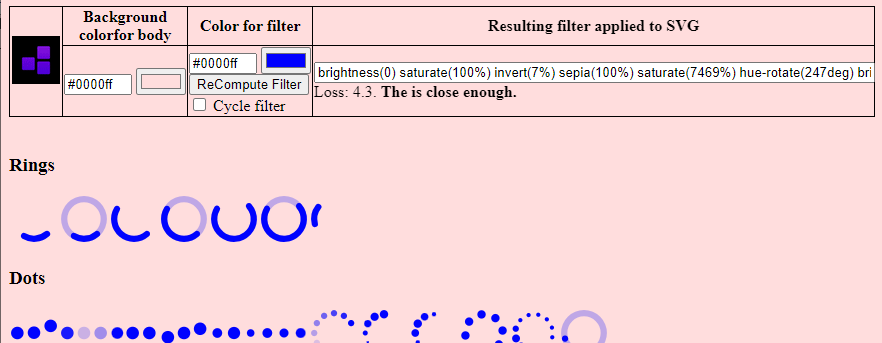 Background
colorfor body
Color for filter
Resulting filter applied to SVG
#0000ff
#0000ff
ReCompute Filter
Cycle filter
brightness(0) saturate(100%) invert(7%) sepia(100%) saturate(7469%) hue-rotate(247deg) bri
Loss: 4.3. The is close enough.
Rings
Dots